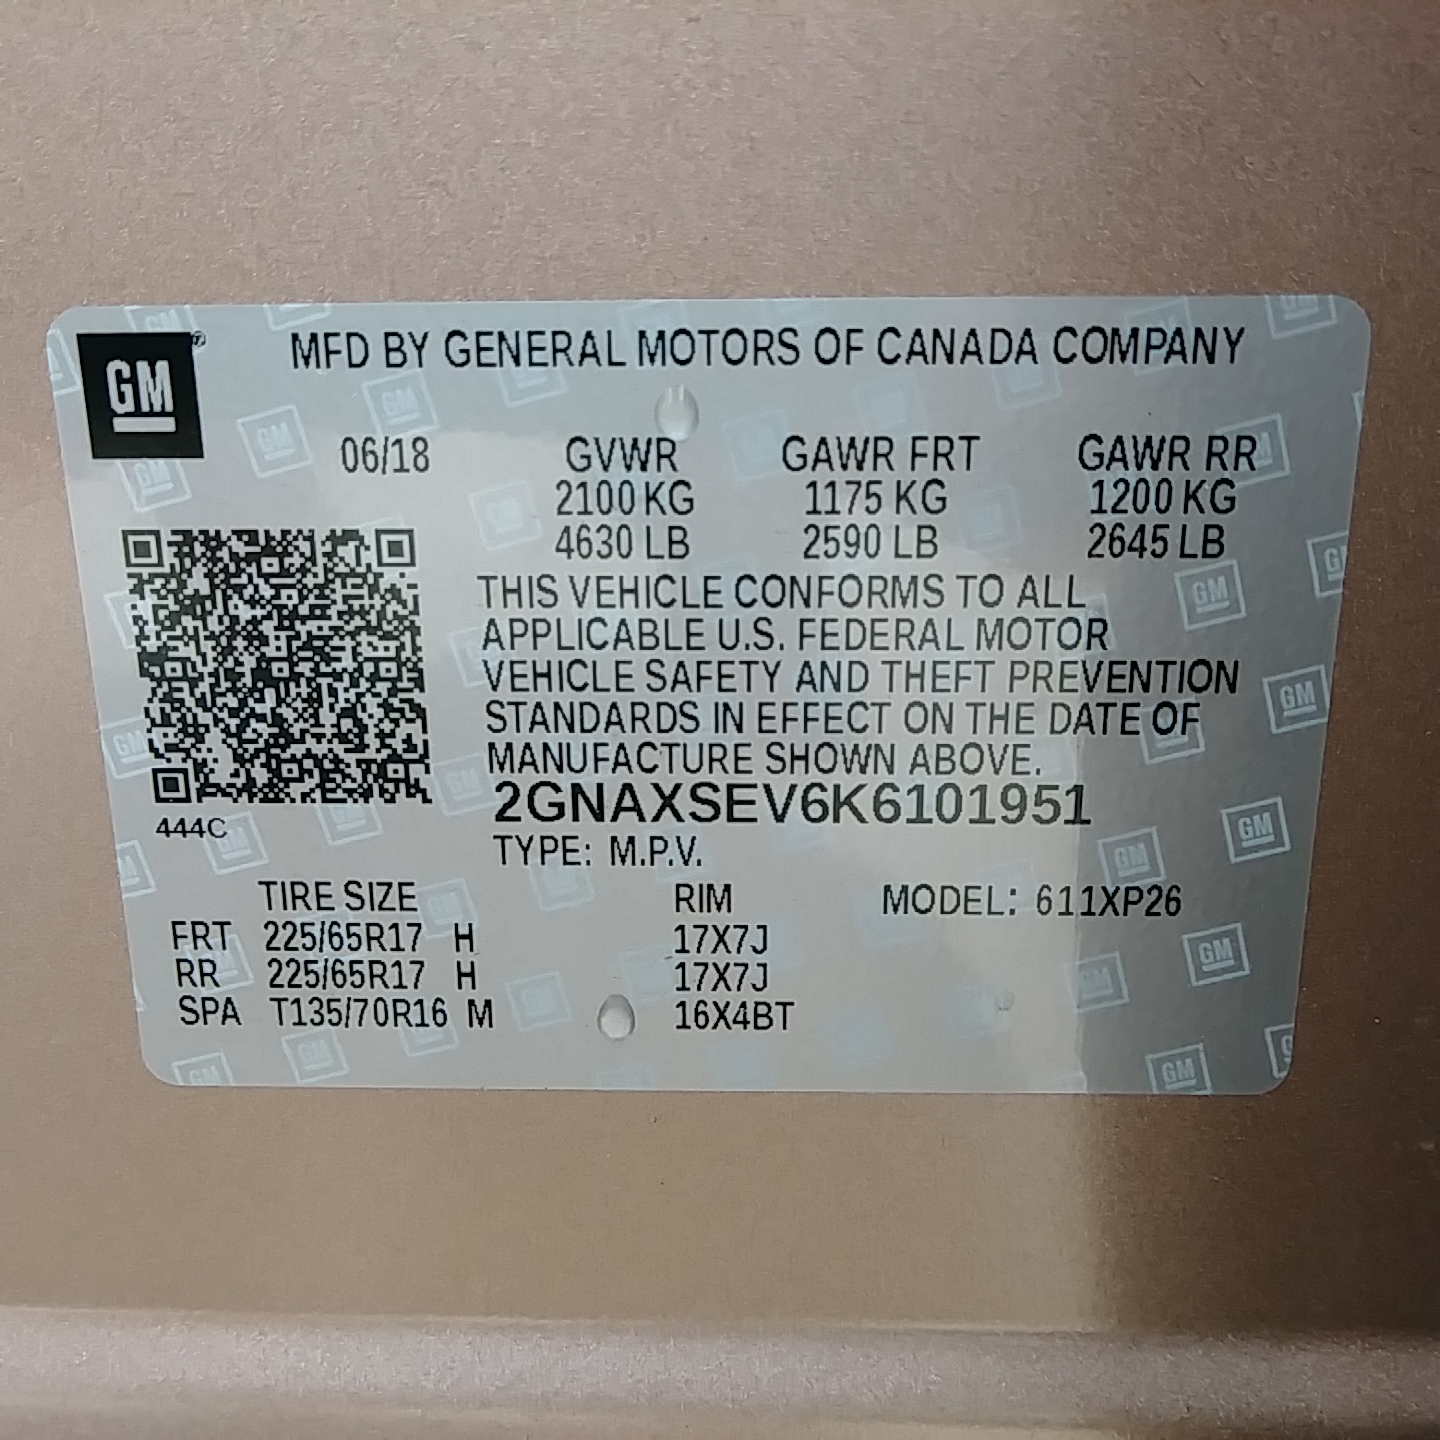 GM
MFD BY GENERAL MOTORS OF CANADA COMPANY
06/18 GVWR GAWR FRT GAWR RR
2100 KG 1175 KG 1200 KG
4630 LB 2590 LB 2645 LB
THIS VEHICLE CONFORMS TO ALL
APPLICABLE U.S. FEDERAL MOTOR
VEHICLE SAFETY AND THEFT PREVENTION
STANDARDS IN EFFECT ON THE DATE OF
MANUFACTURE SHOWN ABOVE.
2GNAXSEV6K6101951
444C
TYPE: M.P.V.
TIRE SIZE RIM MODEL: 611XP26
FRT 225/65R17 H 17X7J
RR 225/65R17 H 17X7J
SPA T135/70R16 M 16X4BT